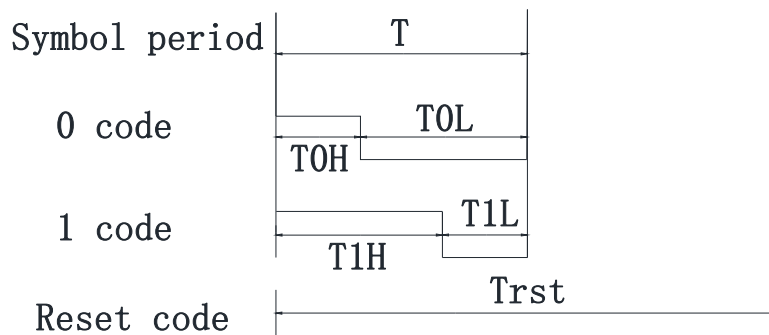 Symbol period T
0 code T0H T0L
1 code T1H T1L
Reset code Trst